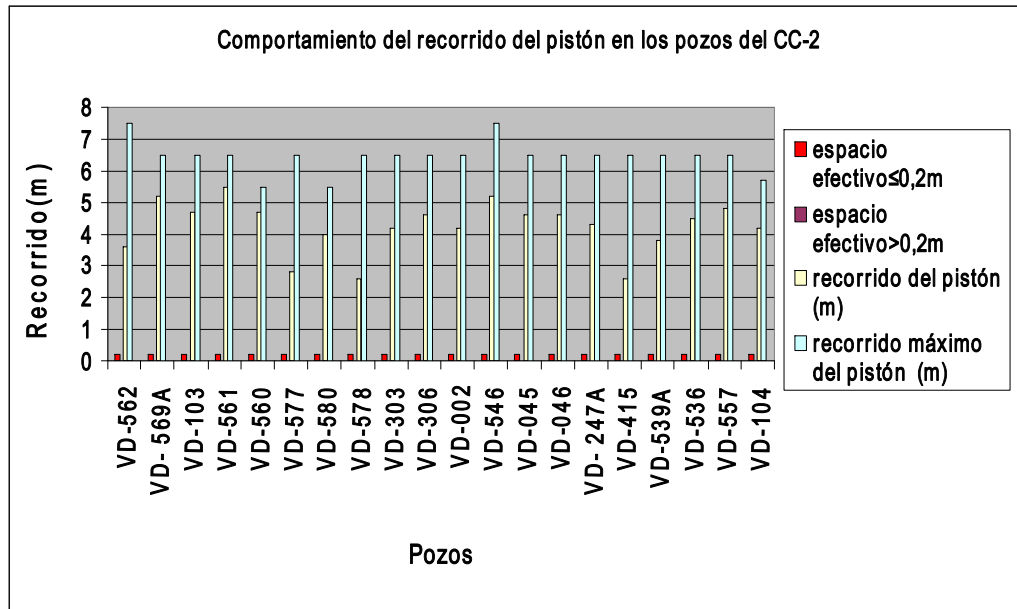 Comportamiento del recorrido del pistón en los pozos del CC-2
8
7
6
5
4
3
2
1
0
Recorrido(m)
VD-562
VD- 569A
VD-103
VD-561
VD-560
VD-577
VD-580
VD-578
VD-303
VD-306
VD-002
VD-546
VD-045
VD-046
VD- 247A
VD-415
VD-539A
VD-536
VD-557
VD-104
Pozos
espacio
efectivo≤0,2m
espacio
efectivo>0,2m
recorrido del pistón
(m)
recorrido máximo
del pistón (m)